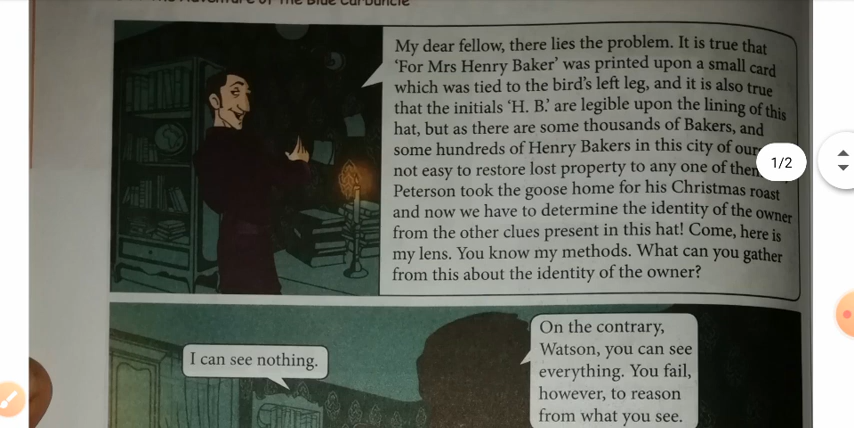 The Adventure of The Blue Carbuncle
My dear fellow, there lies the problem. It is true that
‘For Mrs Henry Baker’ was printed upon a small card
which was tied to the bird’s left leg, and it is also true
that the initials ‘H. B.’ are legible upon the lining of this
hat, but as there are some thousands of Bakers, and
some hundreds of Henry Bakers in this city of
not easy to restore lost property to any one of
Peterson took the goose home for his Christmas roast
and now we have to determine the identity of the owner
from the other clues present in this hat! Come, here is
my lens. You know my methods. What can you gather
from this about the identity of the owner?
1/2
I can see nothing.
On the contrary,
Watson, you can see
everything. You fail,
however, to reason
from what you see.